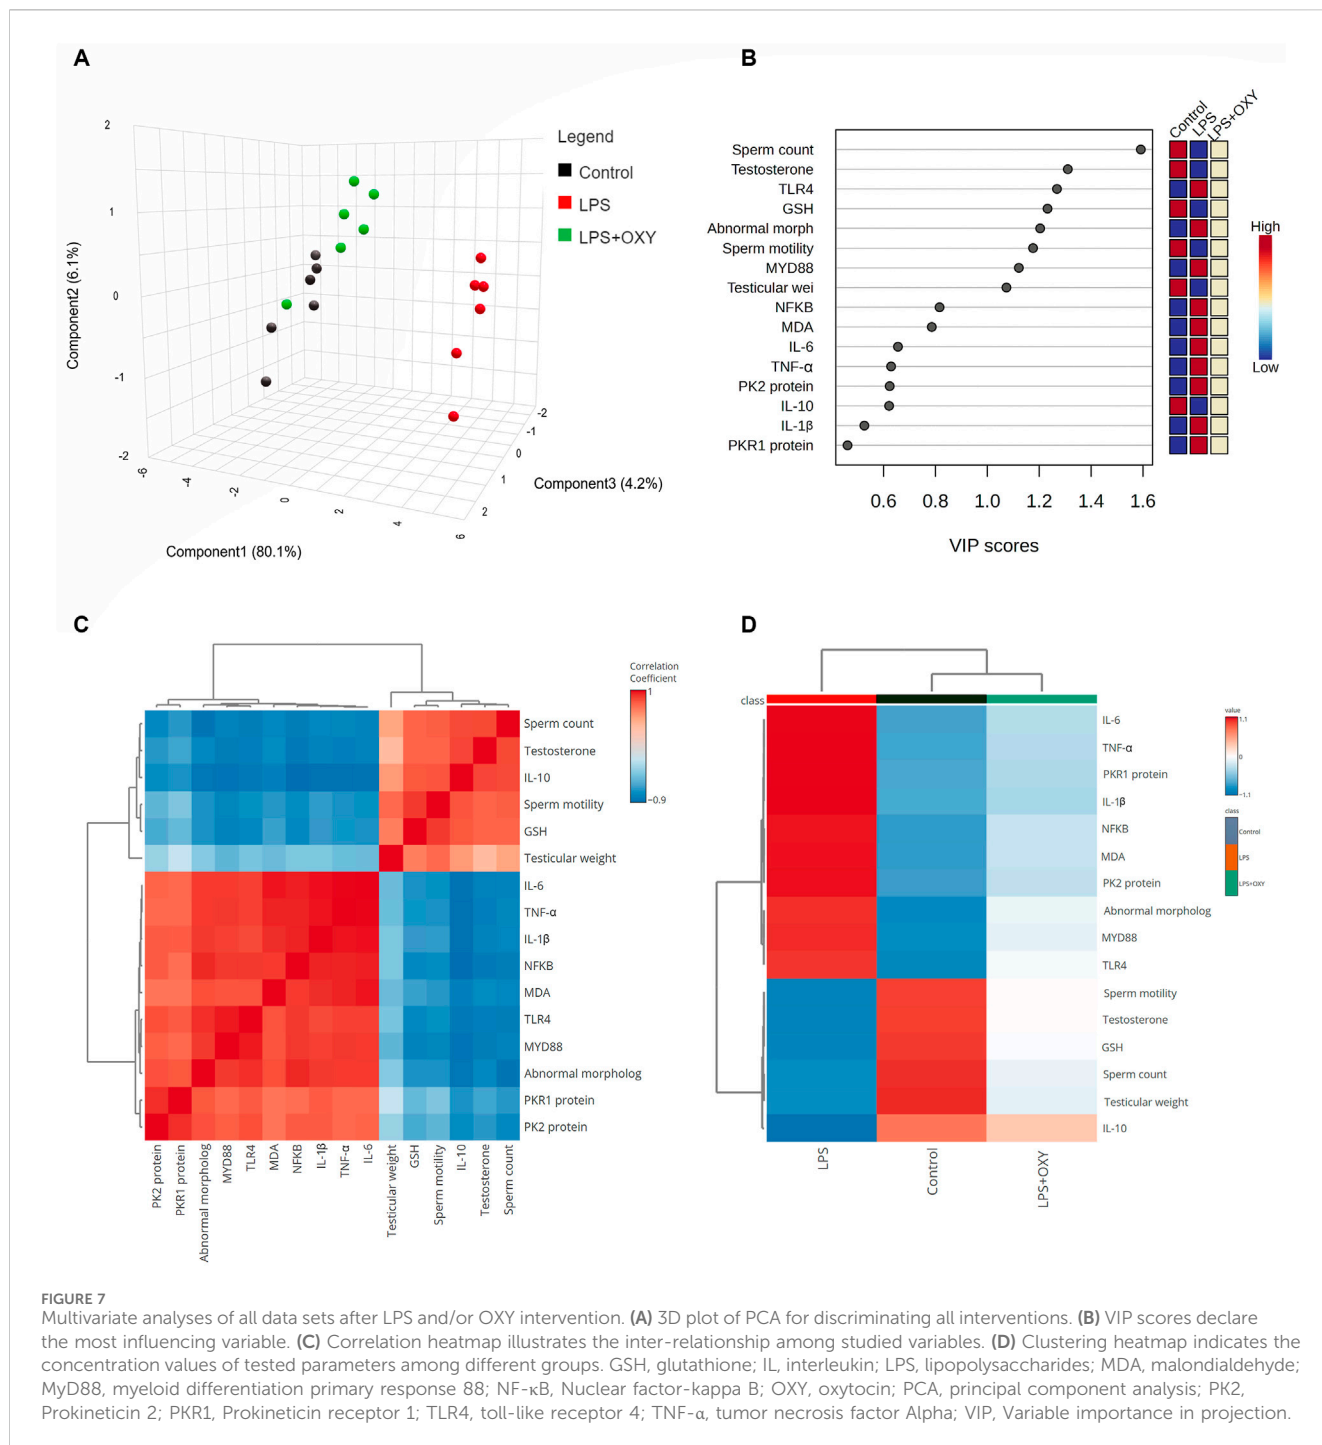 A
2
1
0
-1
-2
Component2 (6.1%)
-6
-4
-2
0
2
4
6
Component1 (80.1%)
-2
-1
0
1
2
Component3 (4.2%)
Legend
Control
LPS
LPS+OXY
B
Control
LPS
LPS+OXY
Sperm count
Testosterone
TLR4
GSH
Abnormal morph
Sperm motility
MYD88
Testicular wei
NFKB
MDA
IL-6
TNF-α
PK2 protein
IL-10
IL-1β
PKR1 protein
0.6 0.8 1.0 1.2 1.4 1.6
VIP scores
High
Low
C
Correlation
Coefficient
1
−0.9
Sperm count
Testosterone
IL-10
Sperm motility
GSH
Testicular weight
IL-6
TNF-α
IL-1β
NFKB
MDA
TLR4
MYD88
Abnormal morpholog
PKR1 protein
PK2 protein
PK2 protein
PKR1 protein
Abnormal morpholog
MYD88
TLR4
MDA
NFKB
IL-1β
TNF-α
IL-6
Testicular weight
GSH
Sperm motility
IL-10
Testosterone
Sperm count
D
class
IL-6
TNF-α
PKR1 protein
IL-1β
NFKB
MDA
PK2 protein
Abnormal morpholog
MYD88
TLR4
Sperm motility
Testosterone
GSH
Sperm count
Testicular weight
IL-10
LPS
Control
LPS+OXY
value
1.1
0
−1.1
class
Control
LPS
LPS+OXY
FIGURE 7
Multivariate analyses of all data sets after LPS and/or OXY intervention. (A) 3D plot of PCA for discriminating all interventions. (B) VIP scores declare
the most influencing variable. (C) Correlation heatmap illustrates the inter-relationship among studied variables. (D) Clustering heatmap indicates the
concentration values of tested parameters among different groups. GSH, glutathione; IL, interleukin; LPS, lipopolysaccharides; MDA, malondialdehyde;
MyD88, myeloid differentiation primary response 88; NF-κB, Nuclear factor-kappa B; OXY, oxytocin; PCA, principal component analysis; PK2,
Prokineticin 2; PKR1, Prokineticin receptor 1; TLR4, toll-like receptor 4; TNF-α, tumor necrosis factor Alpha; VIP, Variable importance in projection.